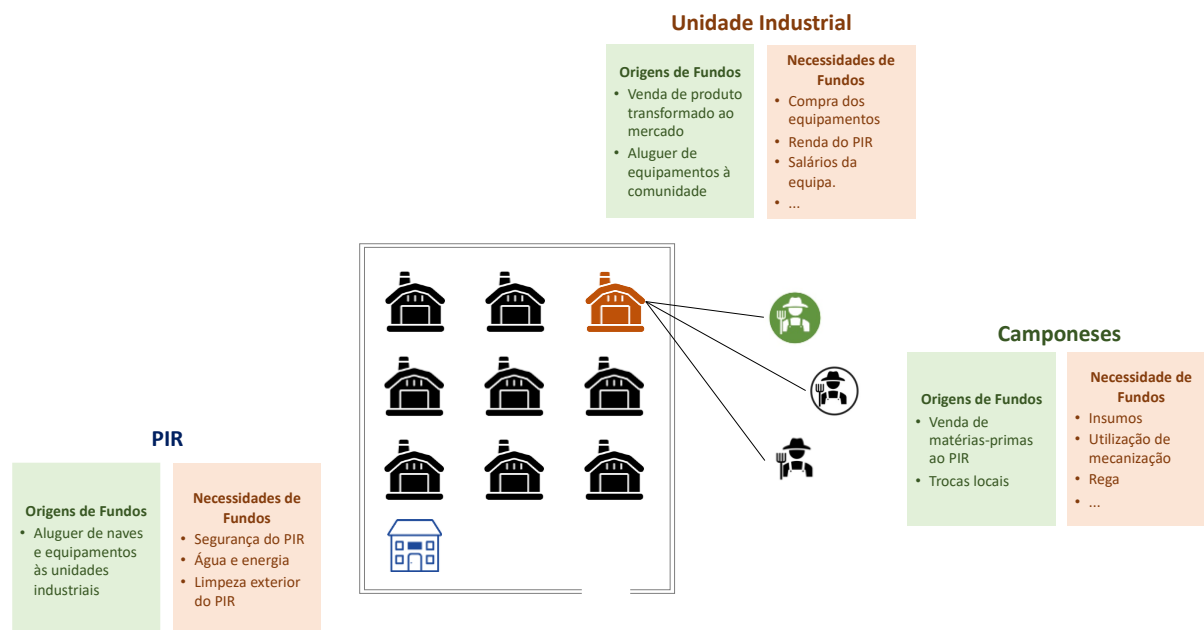 Unidade Industrial
Origens de Fundos
• Venda de produto
transformado ao
mercado
• Aluguer de
equipamentos à
comunidade
Necessidades de
Fundos
• Compra dos
equipamentos
• Renda do PIR
• Salários da
equipa.
• ...
Camponeses
Origens de Fundos
• Venda de
matérias-primas
ao PIR
• Trocas locais
Necessidade de
Fundos
• Insumos
• Utilização de
mecanização
• Rega
• ...
PIR
Origens de Fundos
• Aluguer de naves
e equipamentos
às unidades
industriais
Necessidades de
Fundos
• Segurança do PIR
• Água e energia
• Limpeza exterior
do PIR